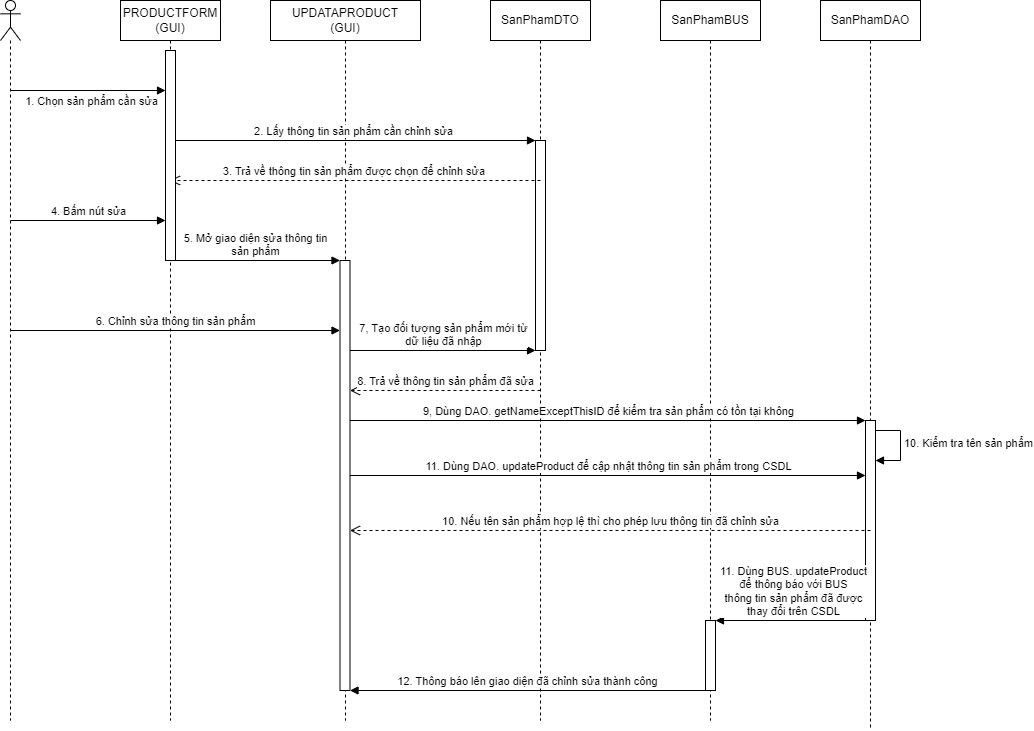 PRODUCTFORM
(GUI)
UPDATAPRODUCT
(GUI)
SanPhamDTO
SanPhamBUS
SanPhamDAO
1. Chọn sản phẩm cần sửa
2. Lấy thông tin sản phẩm cần chỉnh sửa
3. Trả về thông tin sản phẩm được chọn để chỉnh sửa
4. Bấm nút sửa
5. Mở giao diện sửa thông tin
sản phẩm
6. Chỉnh sửa thông tin sản phẩm
7, Tạo đối tượng sản phẩm mới từ
dữ liệu đã nhập
8. Trả về thông tin sản phẩm đã sửa
9, Dùng DAO. getNameExceptThisID để kiểm tra sản phẩm có tồn tại không
10. Kiểm tra tên sản phẩm
11. Dùng DAO. updateProduct để cập nhật thông tin sản phẩm trong CSDL
10. Nếu tên sản phẩm hợp lệ thì cho phép lưu thông tin đã chỉnh sửa
11. Dùng BUS. updateProduct
để thông báo với BUS
thông tin sản phẩm đã được
thay đổi trên CSDL
12. Thông báo lên giao diện đã chỉnh sửa thành công